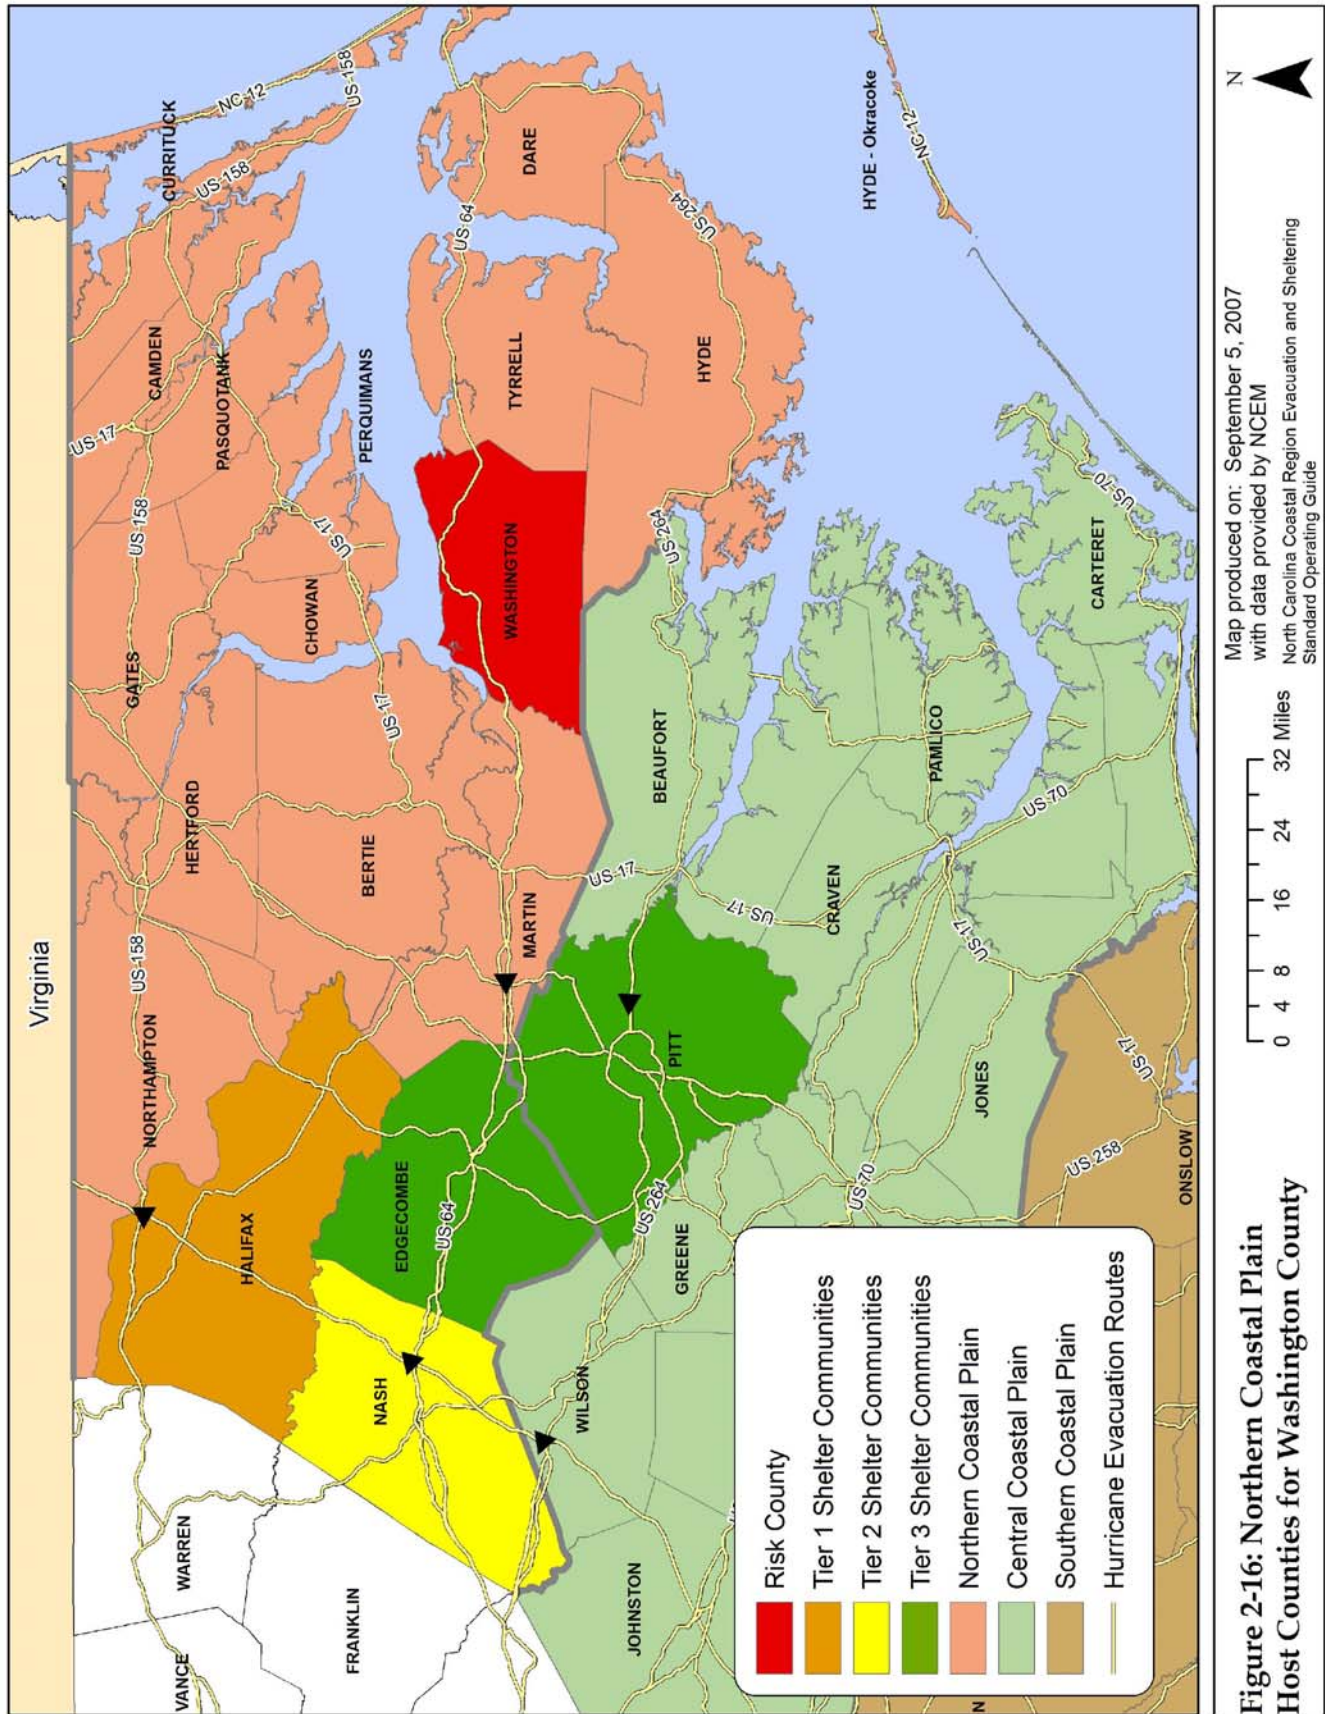 Virginia
VANCE
WARREN
FRANKLIN
NORTHAMPTON
US-158
HERTFORD
GATES
US-158
US-17
CAMDEN
PASQUOTANK
CURRITUCK
US-158
NC-12
US-158
HALIFAX
BERTIE
US-17
CHOWAN
US-17
PERQUIMANS
NASH
EDGECOMBE
US-64
MARTIN
WASHINGTON
TYRRELL
US-64
DARE
WILSON
JOHNSTON
GREENE
US-264
PITT
US-17
BEAUFORT
US-264
HYDE
US-264
HYDE - Okracoke
NC-12
US-17
CRAVEN
PAMLICO
US-70
JONES
US-17
US-70
CARTERET
US-70
US-17
US-258
ONSLOW
N
Risk County
Tier 1 Shelter Communities
Tier 2 Shelter Communities
Tier 3 Shelter Communities
Northern Coastal Plain
Central Coastal Plain
Southern Coastal Plain
Hurricane Evacuation Routes
Figure 2-16: Northern Coastal Plain
Host Counties for Washington County
0 4 8 16 24 32 Miles
Map produced on: September 5, 2007
with data provided by NCEM
North Carolina Coastal Region Evacuation and Sheltering
Standard Operating Guide
N